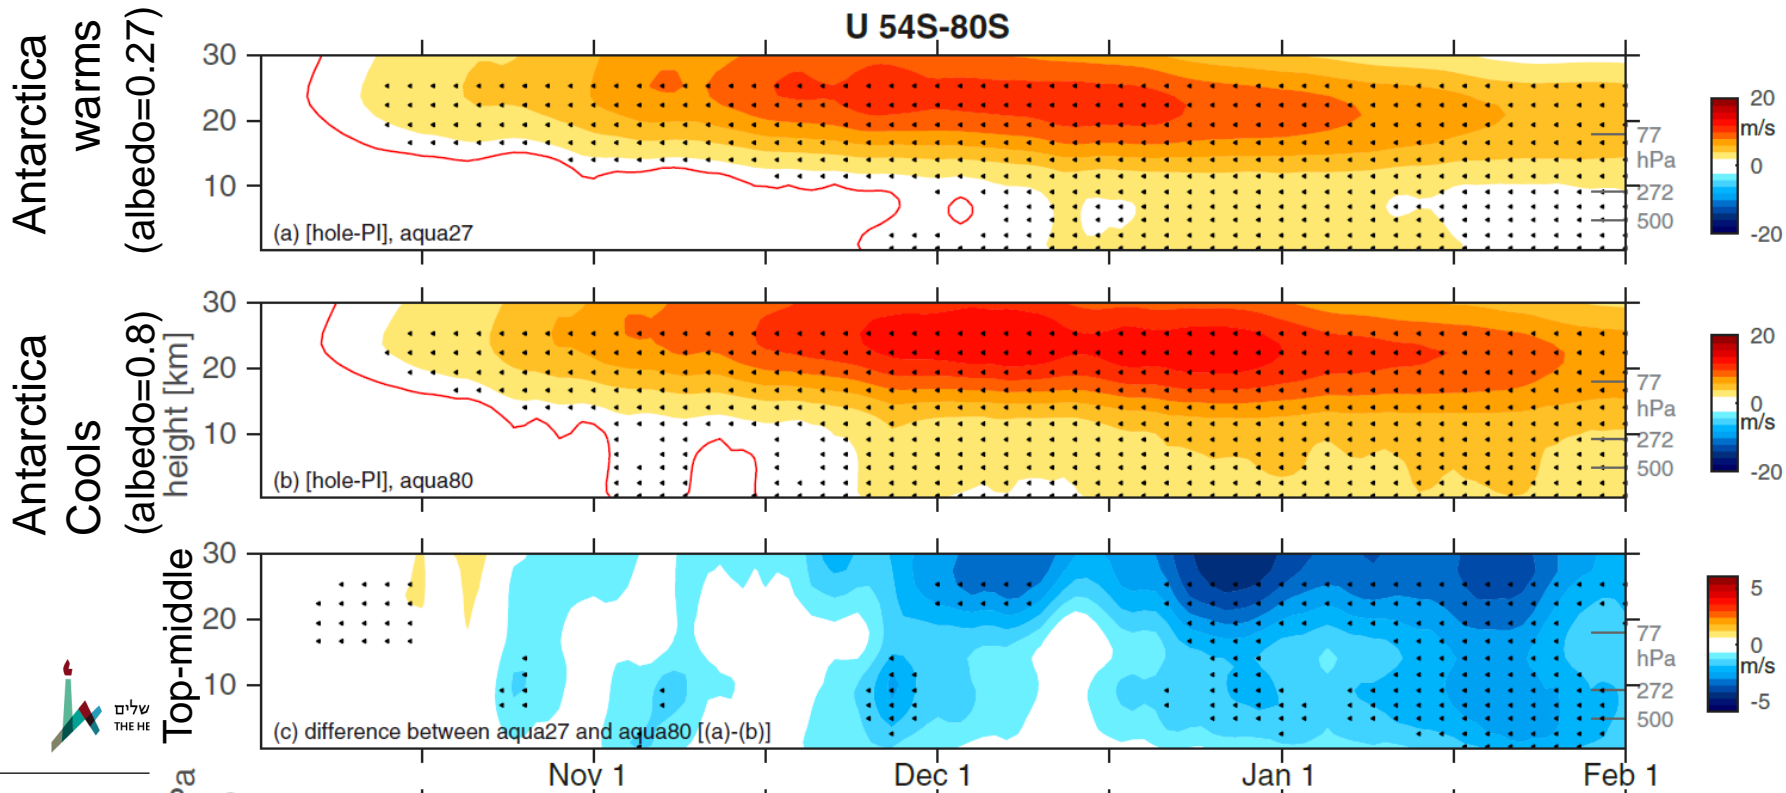 U 54S-80S
Antarctica
warms
(albedo=0.27)
30
20
10
(a) [hole-PI], aqua27
77
hPa
272
500
20
m/s
0
-20
Antarctica
Cools
(albedo=0.8)
height [km]
30
20
10
(b) [hole-PI], aqua80
77
hPa
272
500
20
0
m/s
-20
Top-middle
30
20
10
(c) difference between aqua27 and aqua80 [(a)-(b)]
77
hPa
272
500
5
0
m/s
-5
שלים
THE HE
Nov 1
Dec 1
Jan 1
Feb 1